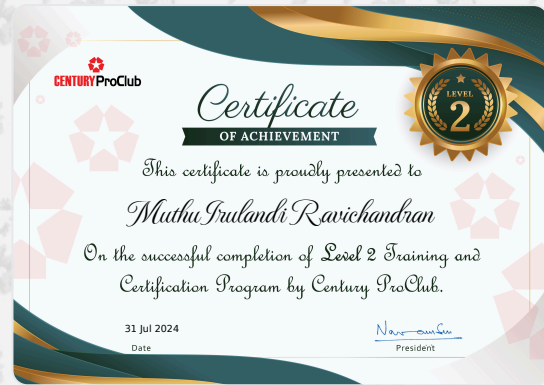 CENTURY ProClub
Certificate
OF ACHIEVEMENT
LEVEL
2
This certificate is proudly presented to
Muthu Irulandi Ravichandran
On the successful completion of Level 2 Training and
Certification Program by Century ProClub.
31 Jul 2024
Date
President